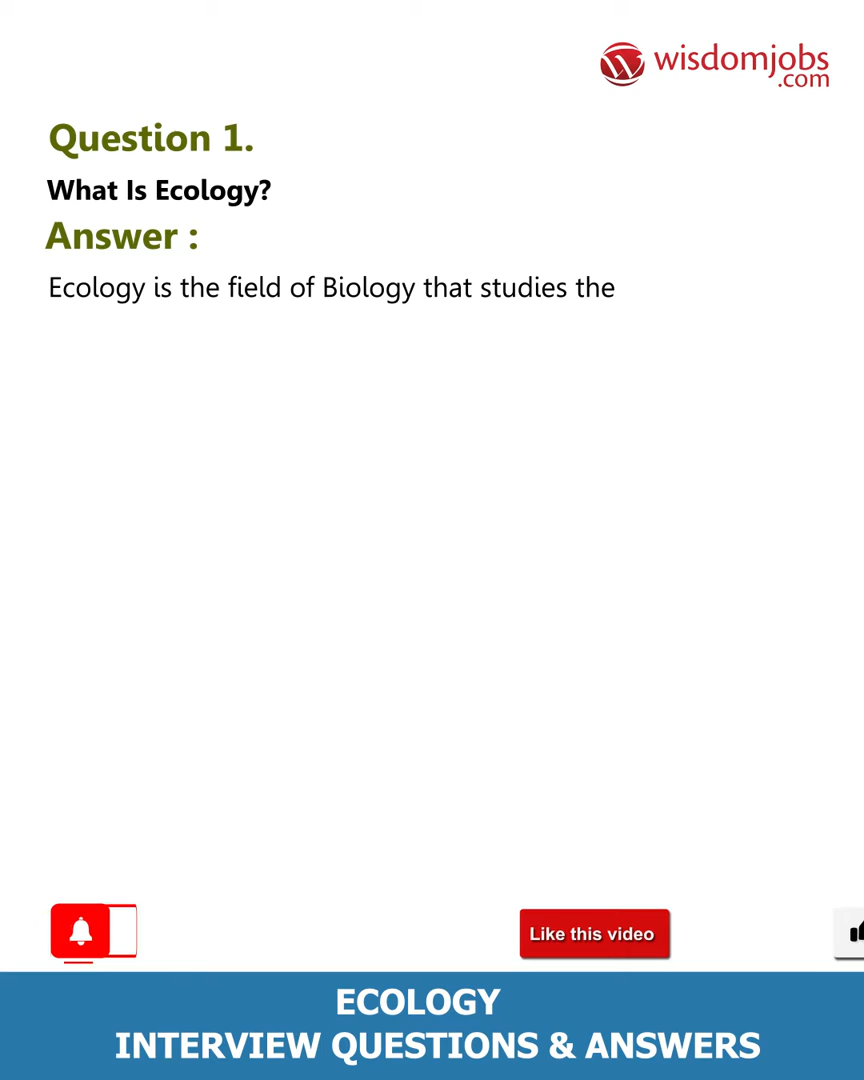 wisdomjobs
.com
Question 1.
What Is Ecology?
Answer :
Ecology is the field of Biology that studies the
Like this video
ECOLOGY
INTERVIEW QUESTIONS & ANSWERS